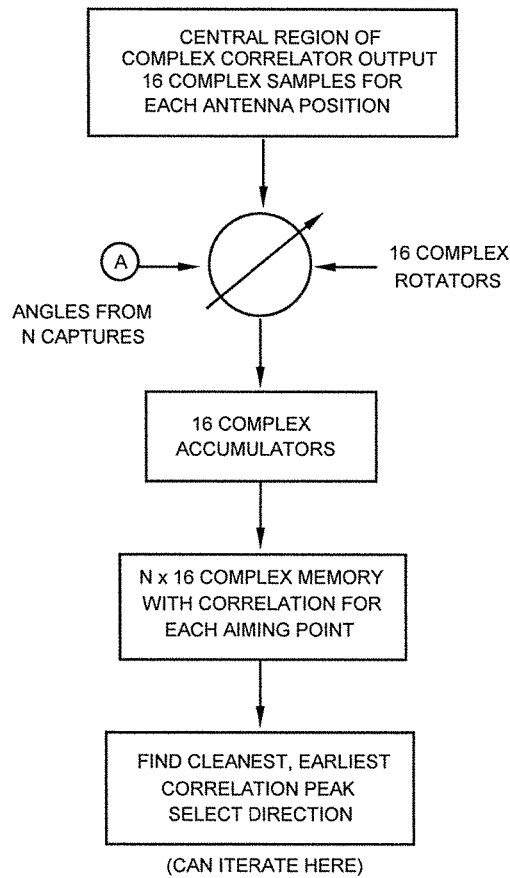 CENTRAL REGION OF
COMPLEX CORRELATOR OUTPUT
16 COMPLEX SAMPLES FOR
EACH ANTENNA POSITION
A
16 COMPLEX
ROTATORS
ANGLES FROM
N CAPTURES
16 COMPLEX
ACCUMULATORS
N x 16 COMPLEX MEMORY
WITH CORRELATION FOR
EACH AIMING POINT
FIND CLEANEST, EARLIEST
CORRELATION PEAK
SELECT DIRECTION
(CAN ITERATE HERE)